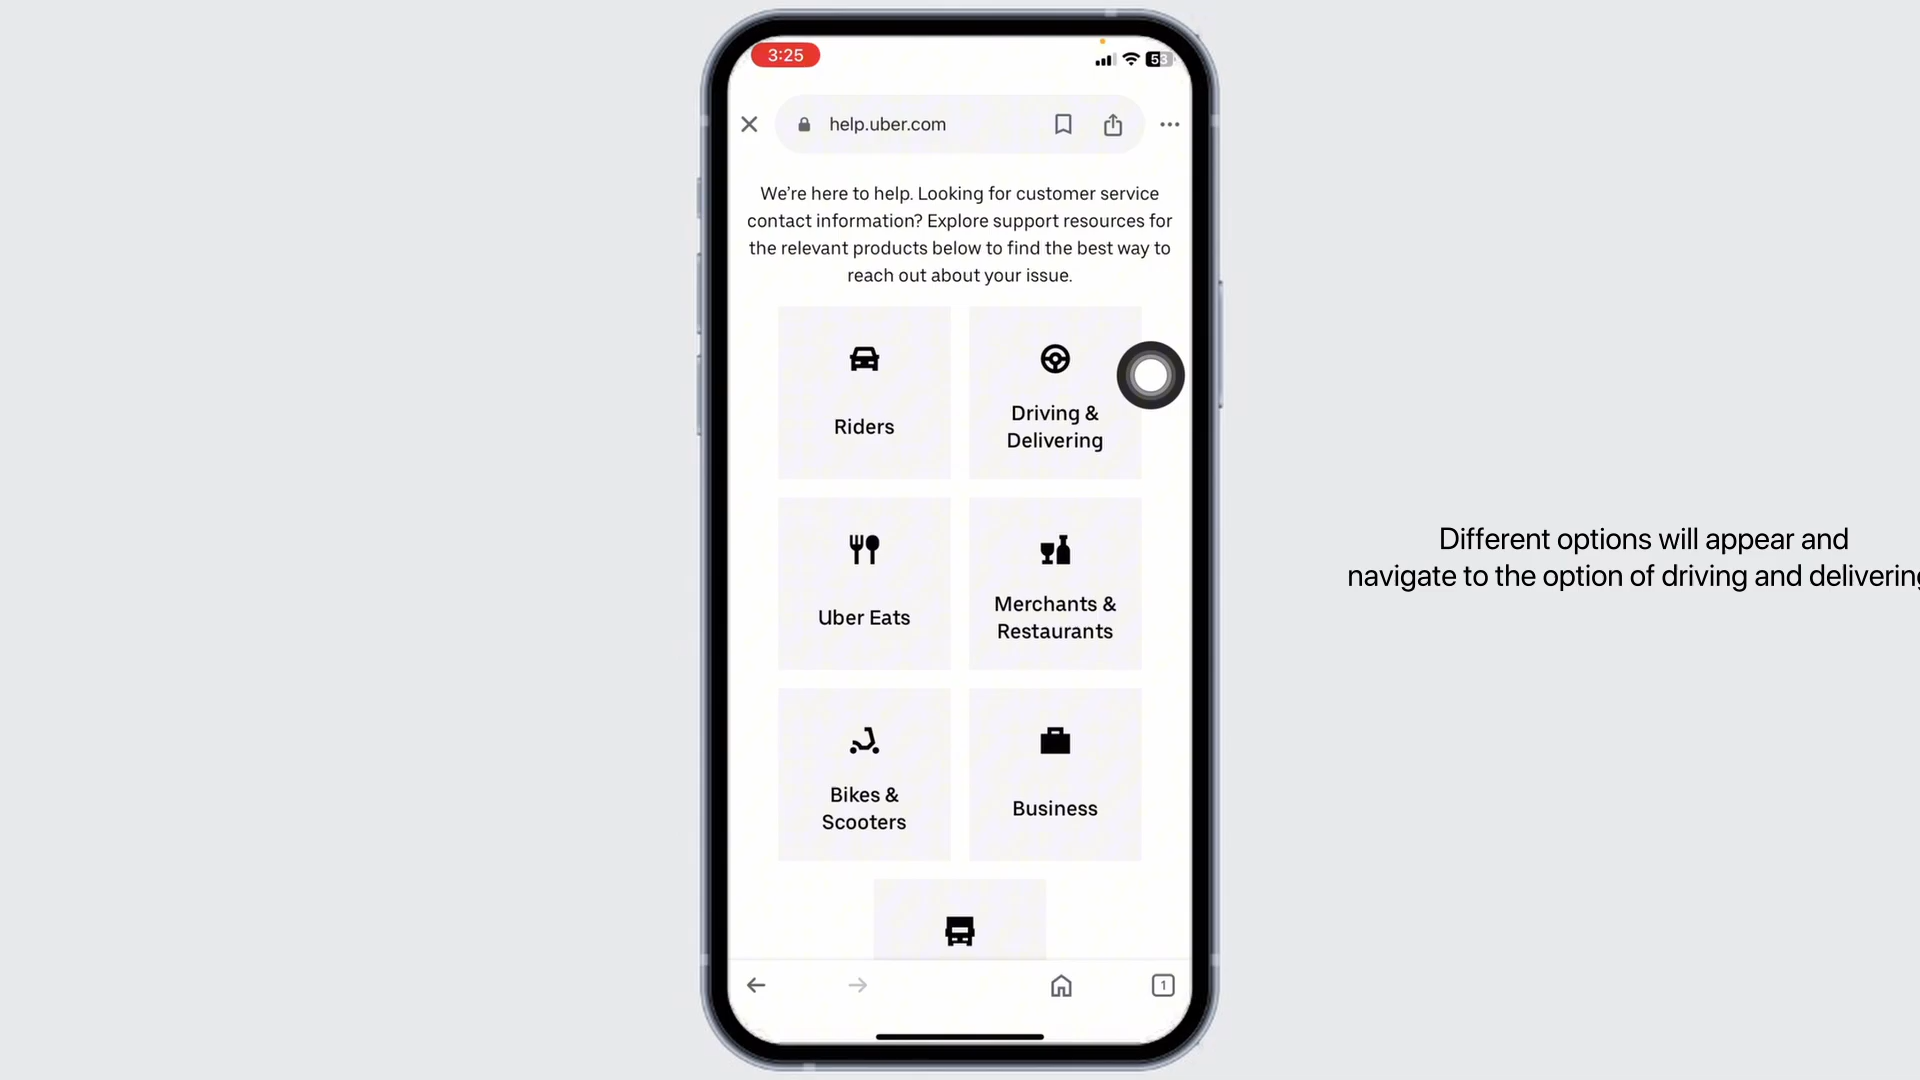 3:25
53
help.uber.com
We’re here to help. Looking for customer service
contact information? Explore support resources for
the relevant products below to find the best way to
reach out about your issue.
Riders
Driving &
Delivering
Uber Eats
Merchants &
Restaurants
Bikes &
Scooters
Business
1
Different options will appear and
navigate to the option of driving and delivering